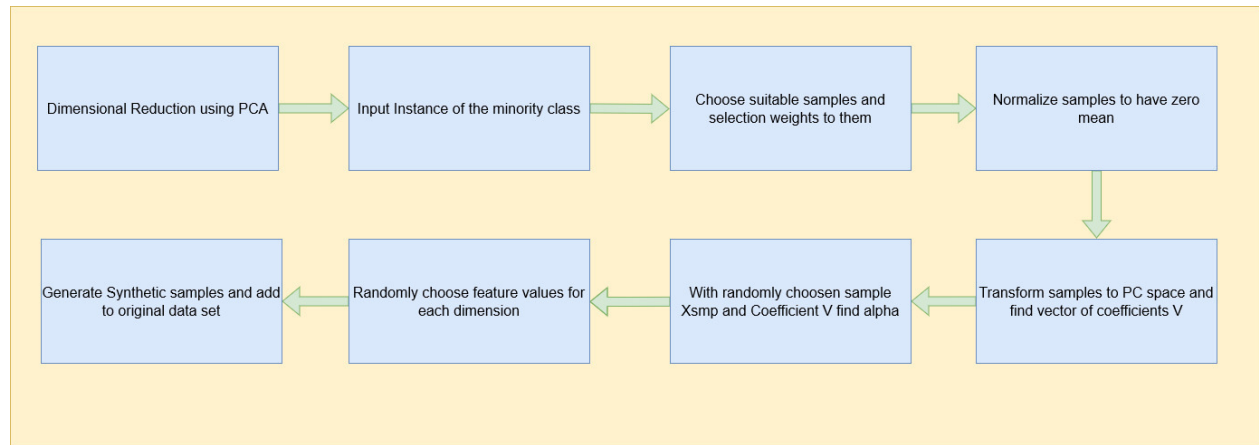 Dimensional Reduction using PCA
Input Instance of the minority class
Choose suitable samples and
selection weights to them
Normalize samples to have zero
mean
Transform samples to PC space and
find vector of coefficients V
With randomly choosen sample
Xsmp and Coefficient V find alpha
Randomly choose feature values for
each dimension
Generate Synthetic samples and add
to original data set